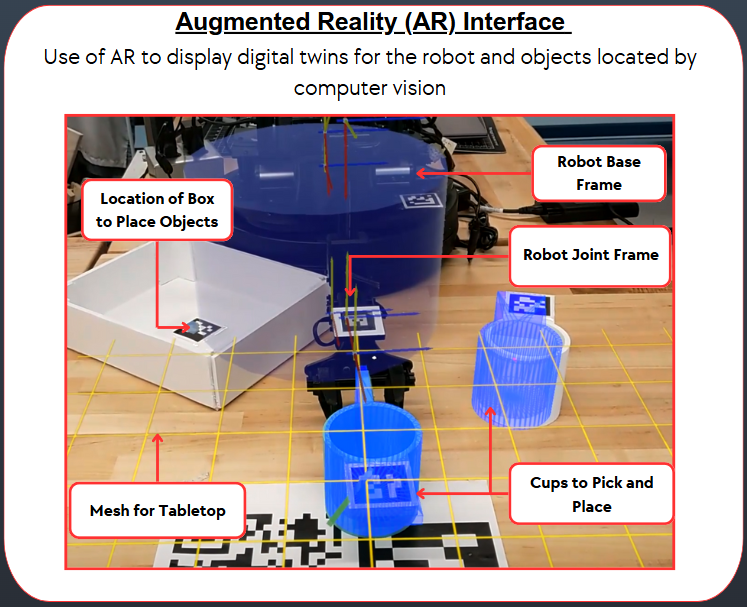 Augmented Reality (AR) Interface
Use of AR to display digital twins for the robot and objects located by
computer vision
Robot Base
Frame
Location of Box
to Place Objects
Robot Joint Frame
Mesh for Tabletop
Cups to Pick and
Place